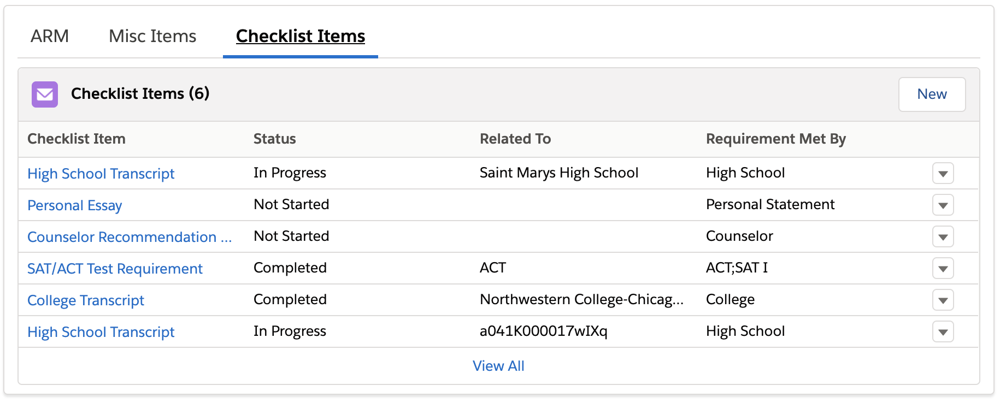 ARM Misc Items Checklist Items
Checklist Items (6) New
Checklist Item Status Related To Requirement Met By
High School Transcript In Progress Saint Marys High School High School
Personal Essay Not Started Personal Statement
Counselor Recommendation ... Not Started Counselor
SAT/ACT Test Requirement Completed ACT ACT;SAT I
College Transcript Completed Northwestern College-Chicag... College
High School Transcript In Progress a041K000017wIXq High School
View All